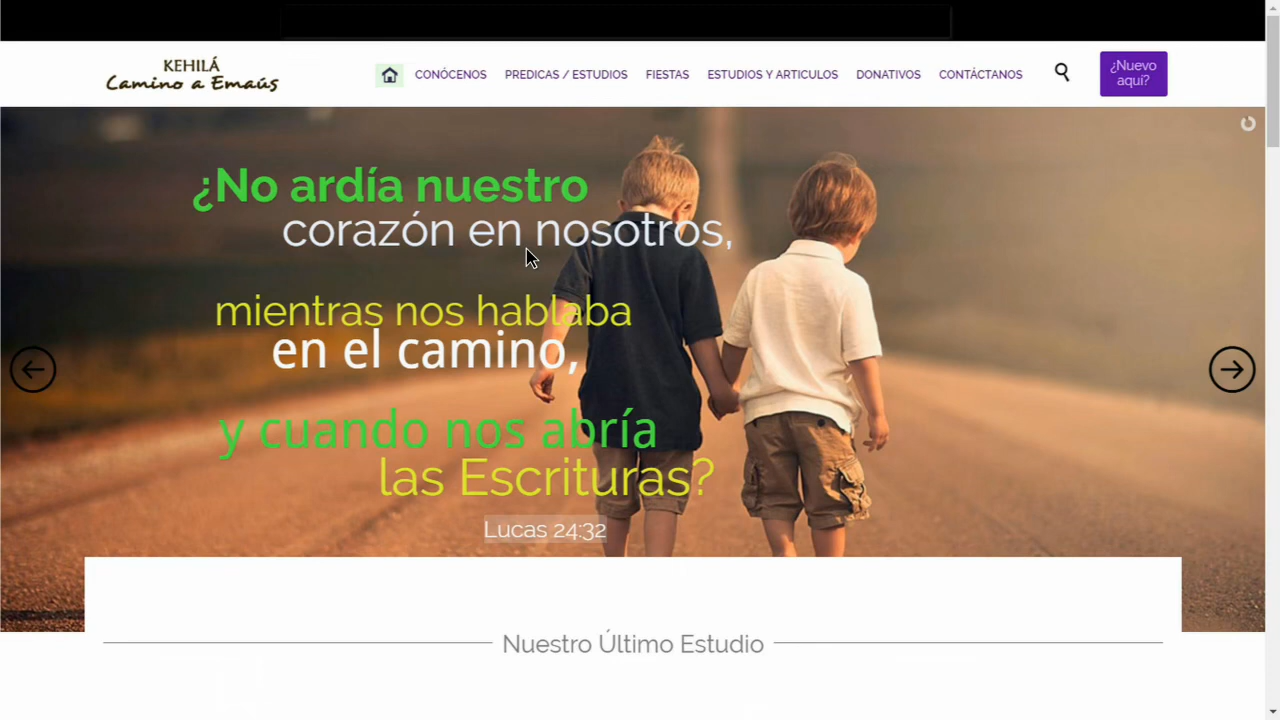 KEHILÁ
Camino a Emaús
CONÓCENOS PREDICAS / ESTUDIOS FIESTAS ESTUDIOS Y ARTICULOS DONATIVOS CONTÁCTANOS
¿Nuevo
aquí?
¿No ardía nuestro
corazón en nosotros,
mientras nos hablaba
en el camino,
y cuando nos abría
las Escrituras?
Lucas 24:32
Nuestro Último Estudio